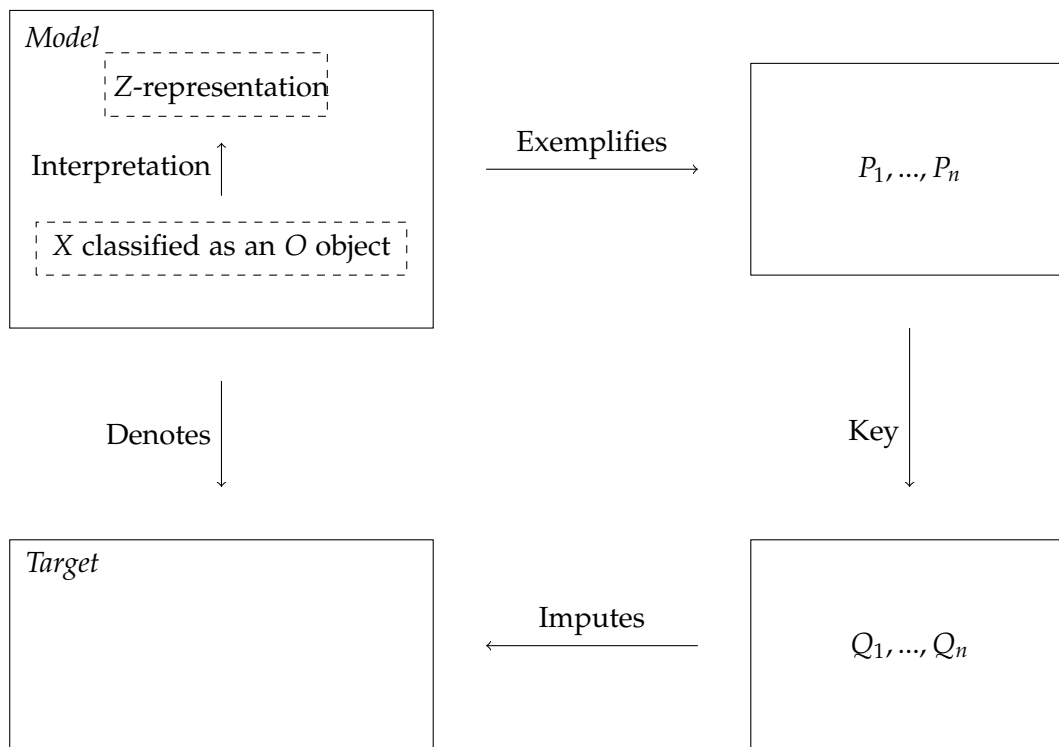 Model
Z-representation
Exemplifies
Interpretation
P₁, ..., Pₙ
X classified as an O object
Denotes
Key
Target
Imputes
Q₁, ..., Qₙ